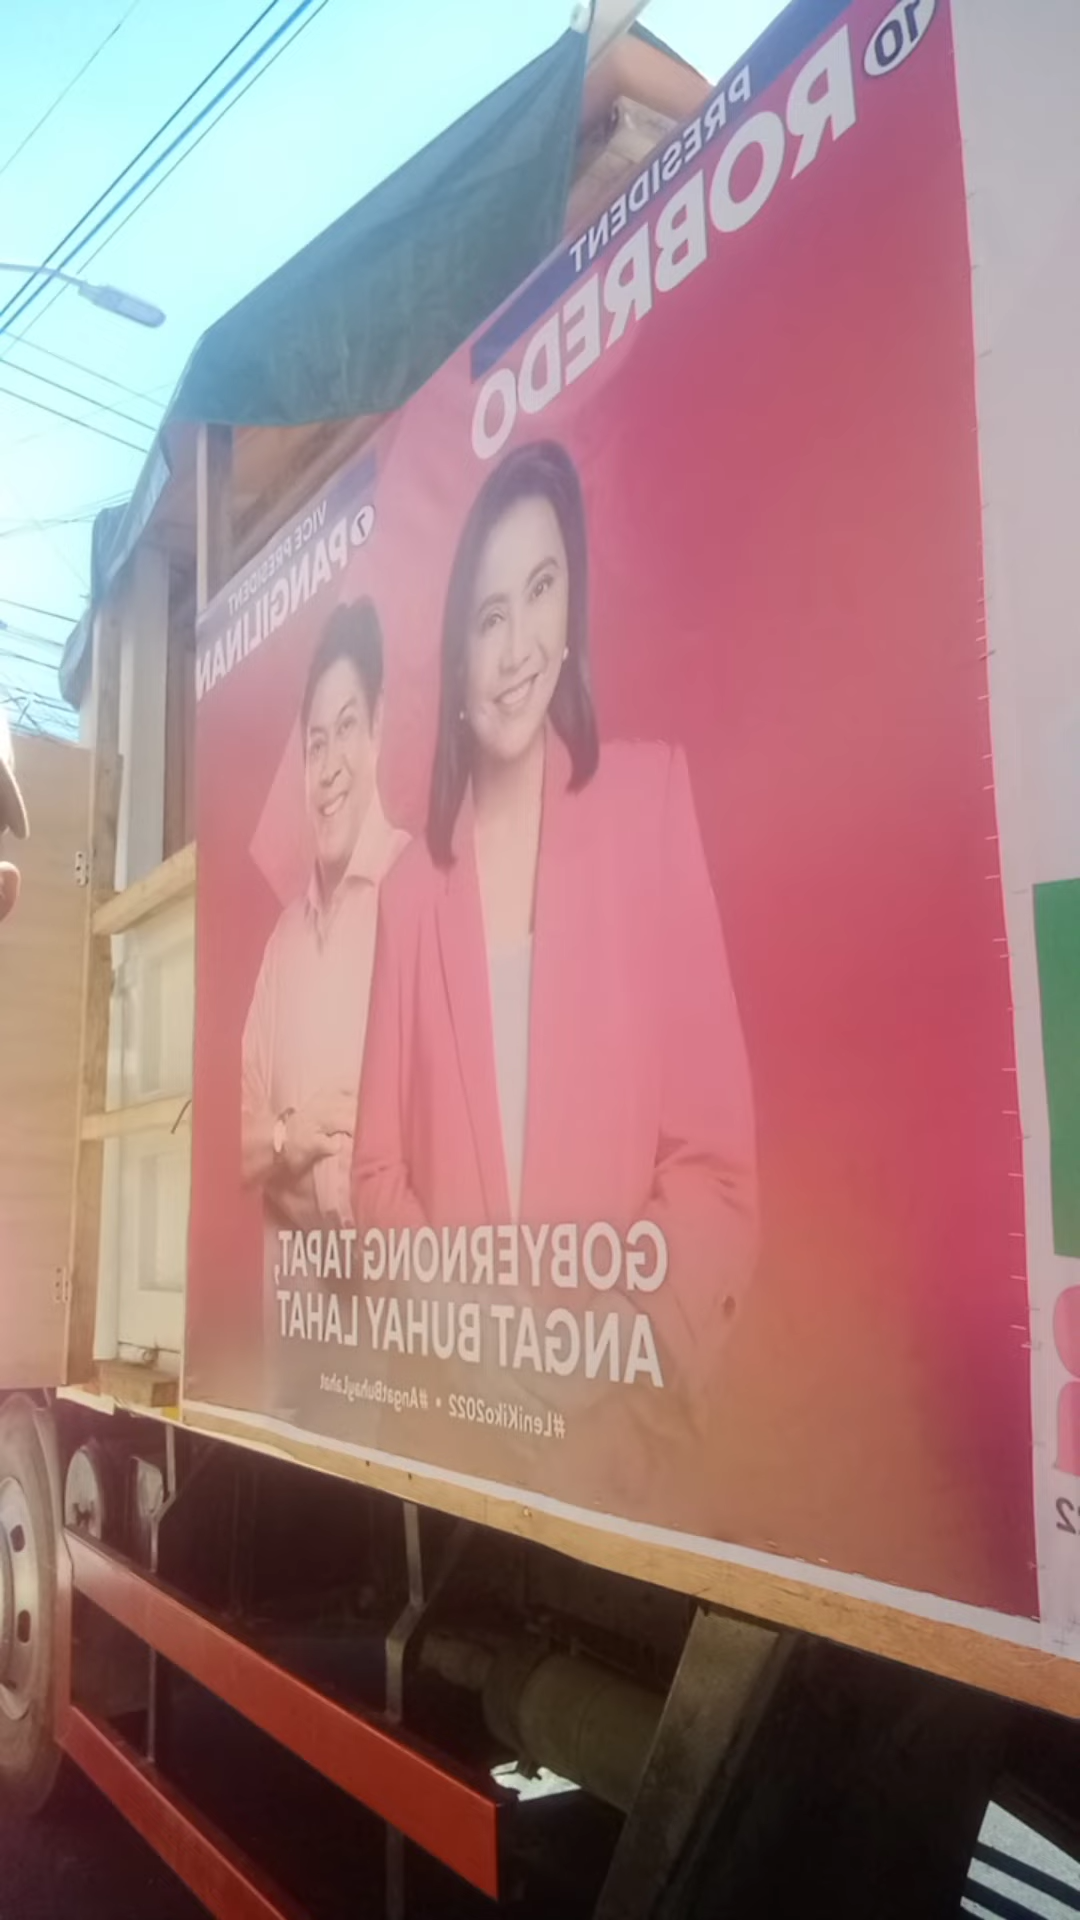 10
PRESIDENT
ROBREDO
7
VICE PRESIDENT
PANGILINAN
GOBYERNONG TAPAT,
ANGAT BUHAY LAHAT
#LeniKiko2022 • #AngatBuhayLahat